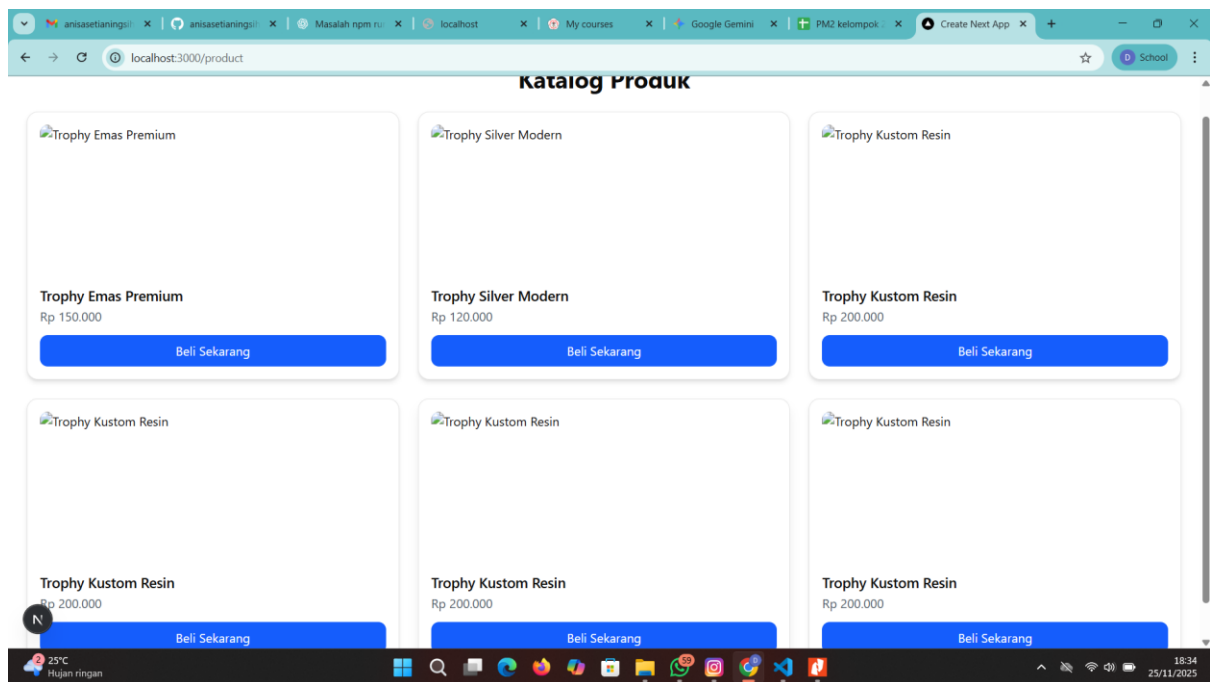 anisasetianingsih
anisasetianingsih
Masalah npm ru
localhost
My courses
Google Gemini
PM2 kelompok
Create Next App
localhost:3000/product
D School
Katalog Produk
Trophy Emas Premium
Trophy Silver Modern
Trophy Kustom Resin
Trophy Emas Premium
Trophy Silver Modern
Trophy Kustom Resin
Rp 150.000
Rp 120.000
Rp 200.000
Beli Sekarang
Beli Sekarang
Beli Sekarang
Trophy Kustom Resin
Trophy Kustom Resin
Trophy Kustom Resin
Trophy Kustom Resin
Trophy Kustom Resin
Trophy Kustom Resin
Rp 200.000
Rp 200.000
Rp 200.000
N
Beli Sekarang
Beli Sekarang
Beli Sekarang
2
25°C
Hujan ringan
59
18:34
25/11/2025